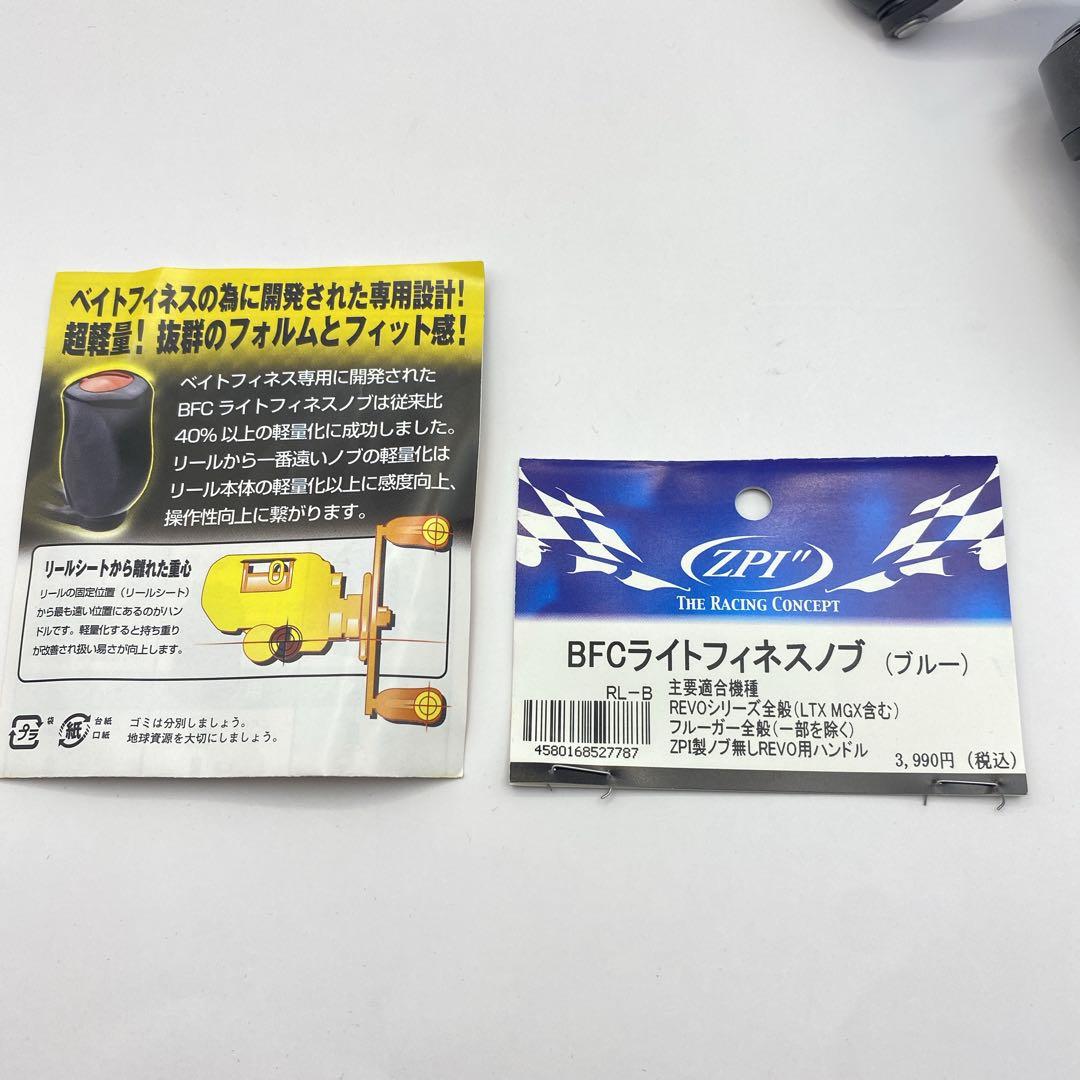 ベイトフィネスの為に開発された専用設計！
超軽量！抜群のフォルムとフィット感！
ベイトフィネス専用に開発された
BFC ライトフィネスノブは従来比
40% 以上の軽量化に成功しました。
リールから一番遠いノブの軽量化は
リール本体の軽量化以上に感度向上、
操作性向上に繋がります。
リールシートから離れた重心
リールの固定位置（リールシート）
から最も遠い位置にあるのがハン
ドルです。軽量化すると持ち重り
が改善され扱い易さが向上します。
プラ
袋
紙
台紙
口紙
ゴミは分別しましょう。
地球資源を大切にしましょう。
ZPI"
THE RACING CONCEPT
BFCライトフィネスノブ（ブルー）
RL-B
4580168527787
主要適合機種
REVOシリーズ全般(LTX MGX含む)
フルーガー全般(一部を除く)
ZPI製ノブ無しREVO用ハンドル
3,990円（税込）